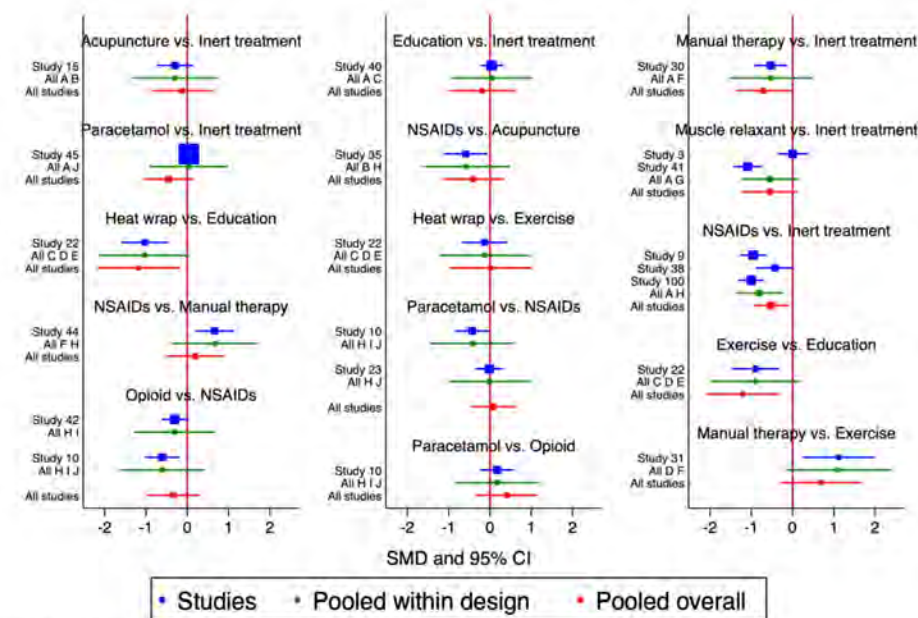 Acupuncture vs. Inert treatment
Study 15
All A B
All studies
Paracetamol vs. Inert treatment
Study 45
All A J
All studies
Heat wrap vs. Education
Study 22
All C D E
All studies
NSAIDs vs. Manual therapy
Study 44
All F H
All studies
Opioid vs. NSAIDs
Study 42
All H I
Study 10
All H I J
All studies
-2 -1 0 1 2
Education vs. Inert treatment
Study 40
All A C
All studies
NSAIDs vs. Acupuncture
Study 35
All B H
All studies
Heat wrap vs. Exercise
Study 22
All C D E
All studies
Paracetamol vs. NSAIDs
Study 10
All H I J
Study 23
All H J
All studies
Paracetamol vs. Opioid
Study 10
All H I J
All studies
-2 -1 0 1 2
Manual therapy vs. Inert treatment
Study 30
All A F
All studies
Muscle relaxant vs. Inert treatment
Study 3
Study 41
All A G
All studies
NSAIDs vs. Inert treatment
Study 9
Study 38
Study 100
All A H
All studies
Exercise vs. Education
Study 22
All C D E
All studies
Manual therapy vs. Exercise
Study 31
All D F
All studies
-2 -1 0 1 2
SMD and 95% CI
Studies Pooled within design Pooled overall